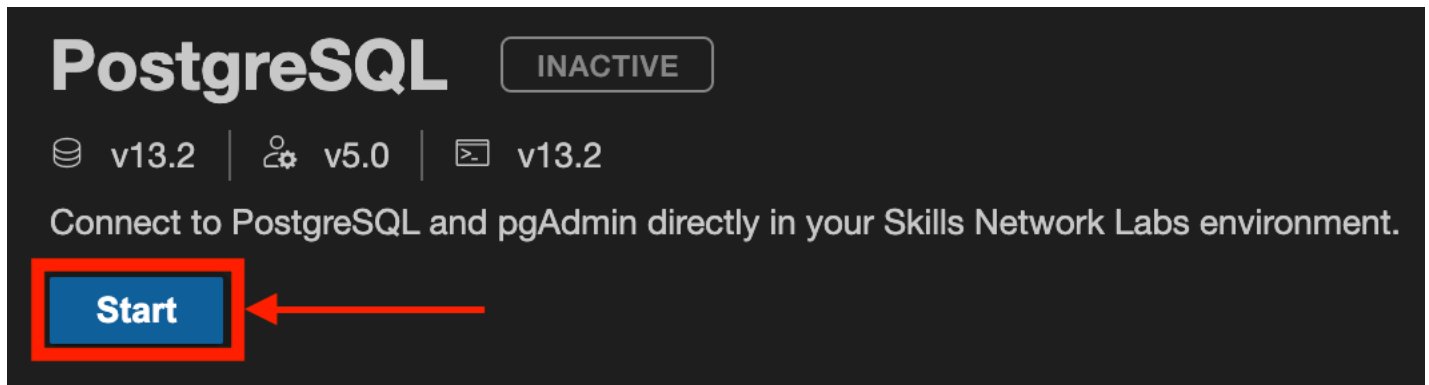 PostgreSQL INACTIVE
v13.2 v5.0 v13.2
Connect to PostgreSQL and pgAdmin directly in your Skills Network Labs environment.
Start